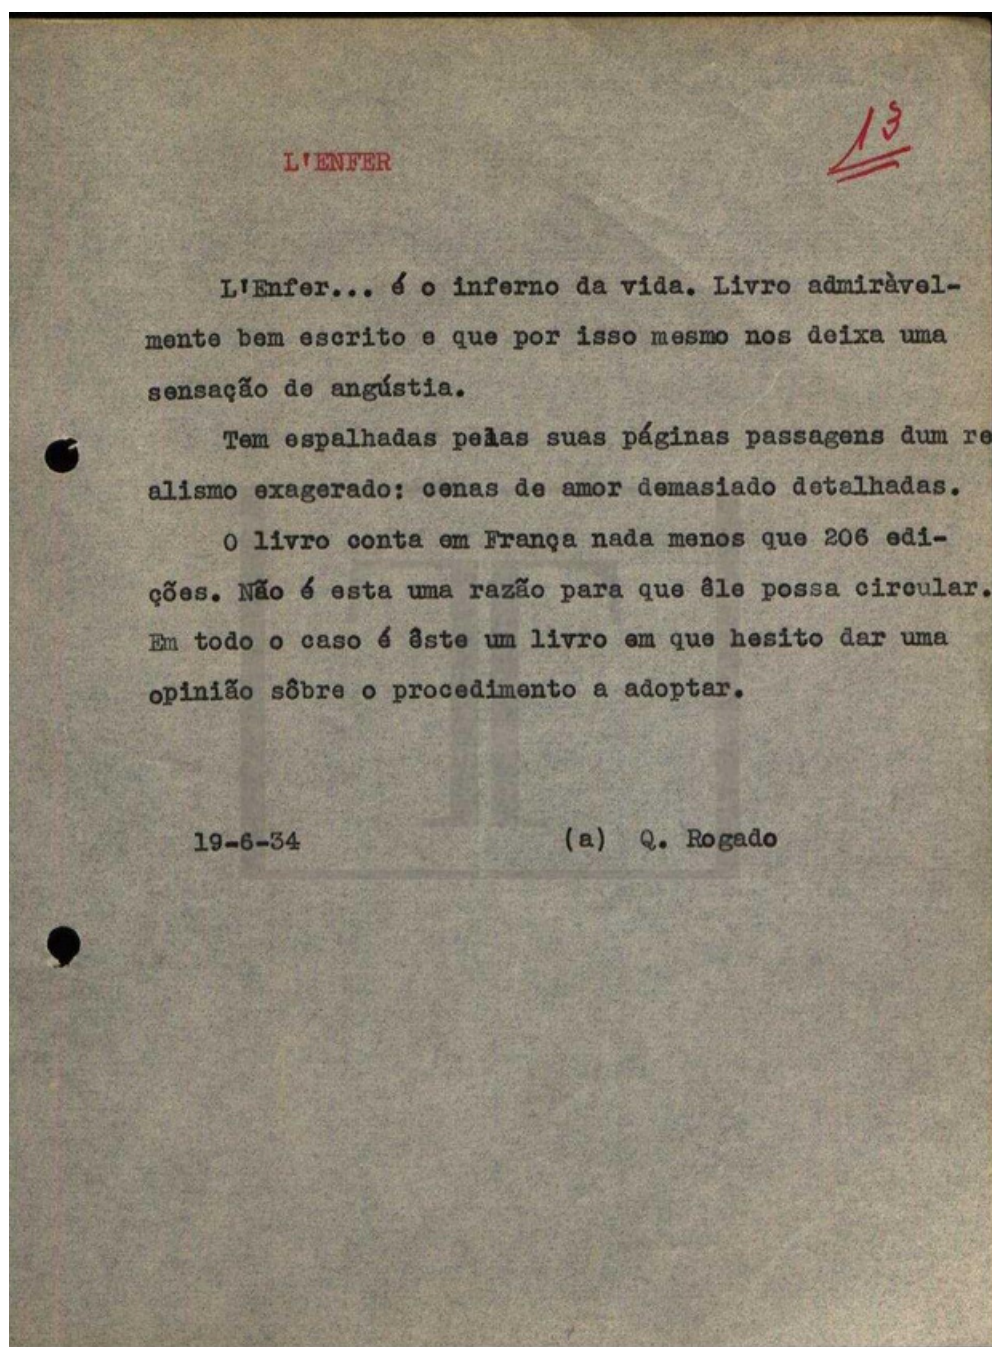 13
L'ENFER
L'Enfer... é o inferno da vida. Livro admiràvel-
mente bem escrito e que por isso mesmo nos deixa uma
sensação de angústia.
Tem espalhadas pelas suas páginas passagens dum re
alismo exagerado: cenas de amor demasiado detalhadas.
O livro conta em França nada menos que 206 edi-
ções. Não é esta uma razão para que êle possa circular.
Em todo o caso é êste um livro em que hesito dar uma
opinião sôbre o procedimento a adoptar.
19-6-34 (a) Q. Rogado